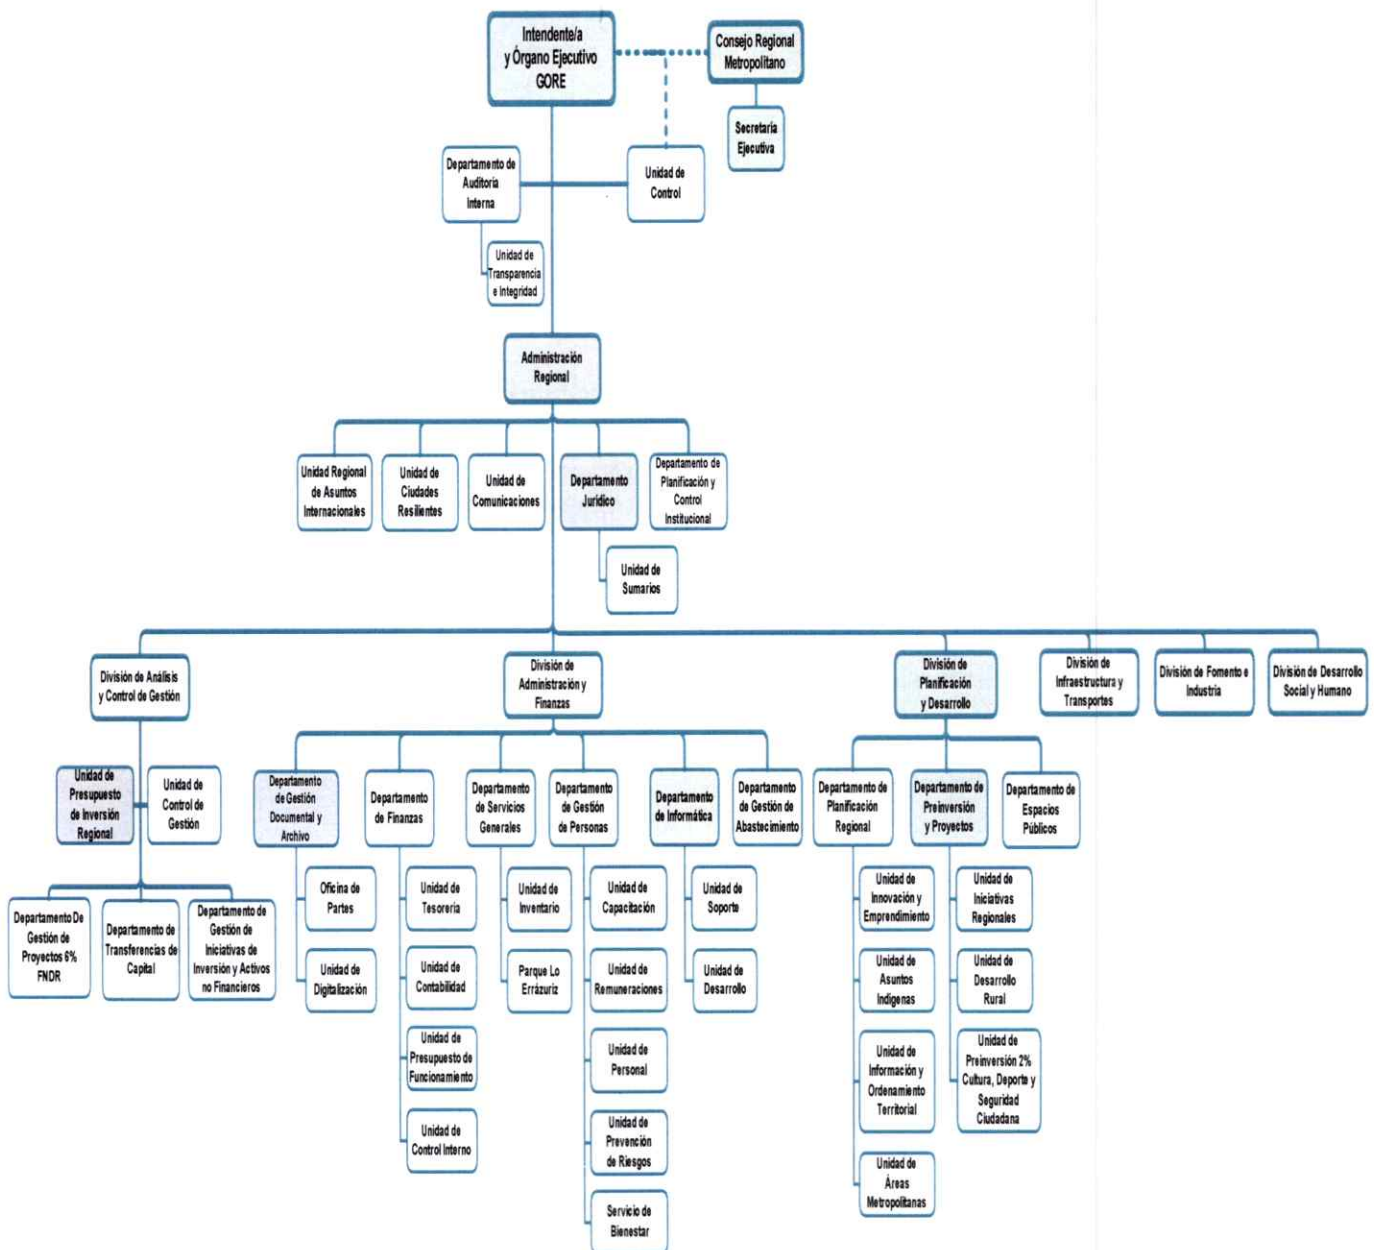 Intendente/a
y Órgano Ejecutivo
GORE
Consejo Regional
Metropolitano
Secretaría
Ejecutiva
Departamento de
Auditoria
Interna
Unidad de
Control
Unidad de
Transparencia
e Integridad
Administración
Regional
Unidad Regional
de Asuntos
Internacionales
Unidad de
Ciudades
Resilientes
Unidad de
Comunicaciones
Departamento
Jurídico
Departamento de
Planificación y
Control
Institucional
Unidad de
Sumarios
División de Análisis
y Control de Gestión
División de
Administración y
Finanzas
División de
Planificación
y Desarrollo
División de
Infraestructura y
Transportes
División de Fomento e
Industria
División de Desarrollo
Social y Humano
Unidad de
Presupuesto
de Inversión
Regional
Unidad de
Control de
Gestión
Departamento
de Gestión
Documental y
Archivo
Departamento
de Finanzas
Departamento
de Servicios
Generales
Departamento
de Gestión
de Personas
Departamento
de Informática
Departamento
de Gestión de
Abastecimiento
Departamento
de Planificación
Regional
Departamento de
Preinversión
y Proyectos
Departamento de
Espacios
Públicos
Departamento De
Gestión de
Proyectos 6%
FNDR
Departamento de
Transferencias de
Capital
Departamento de
Gestión de
Iniciativas de
Inversión y Activos
no Financieros
Oficina de
Partes
Unidad de
Digitalización
Unidad de
Tesorería
Unidad de
Contabilidad
Unidad de
Presupuesto de
Funcionamiento
Unidad de
Control Interno
Unidad de
Inventario
Parque Lo
Errázuriz
Unidad de
Capacitación
Unidad de
Remuneraciones
Unidad de
Personal
Unidad de
Prevención
de Riesgos
Servicio de
Bienestar
Unidad de
Soporte
Unidad de
Desarrollo
Unidad de
Innovación y
Emprendimiento
Unidad de
Asuntos
Indígenas
Unidad de
Información y
Ordenamiento
Territorial
Unidad de
Áreas
Metropolitanas
Unidad de
Iniciativas
Regionales
Unidad de
Desarrollo
Rural
Unidad de
Preinversión 2%
Cultura, Deporte y
Seguridad
Ciudadana